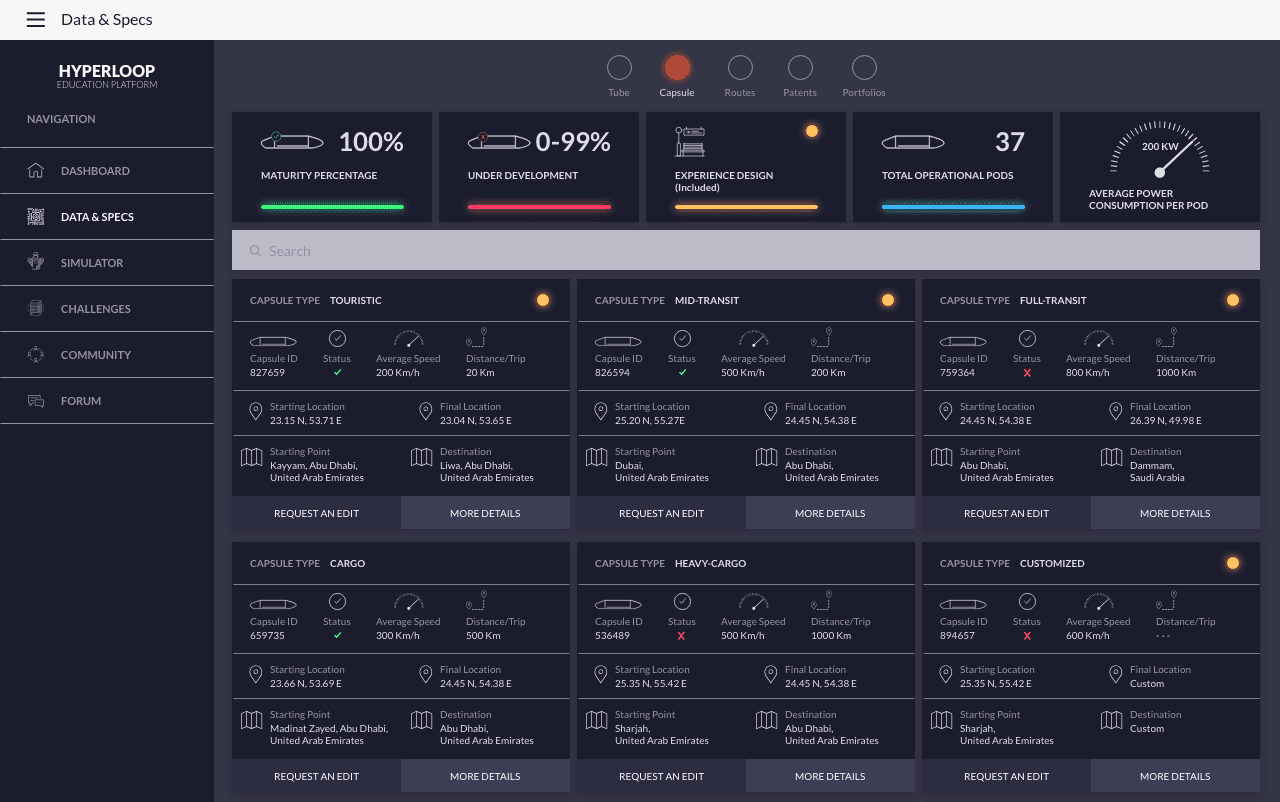 Data & Specs
HYPERLOOP
EDUCATION PLATFORM
NAVIGATION
DASHBOARD
DATA & SPECS
SIMULATOR
CHALLENGES
COMMUNITY
FORUM
Tube Capsule Routes Patents Portfolios
100%
MATURITY PERCENTAGE
0-99%
UNDER DEVELOPMENT
EXPERIENCE DESIGN
(Included)
37
TOTAL OPERATIONAL PODS
200 KW
AVERAGE POWER
CONSUMPTION PER POD
Search
CAPSULE TYPE TOURISTIC
Capsule ID Status Average Speed Distance/Trip
827659 200 Km/h 20 Km
Starting Location Final Location
23.15 N, 53.71 E 23.04 N, 53.65 E
Starting Point Destination
Kayyam, Abu Dhabi, Liwa, Abu Dhabi,
United Arab Emirates United Arab Emirates
REQUEST AN EDIT MORE DETAILS
CAPSULE TYPE MID-TRANSIT
Capsule ID Status Average Speed Distance/Trip
826594 500 Km/h 200 Km
Starting Location Final Location
25.20 N, 55.27E 24.45 N, 54.38 E
Starting Point Destination
Dubai, Abu Dhabi,
United Arab Emirates United Arab Emirates
REQUEST AN EDIT MORE DETAILS
CAPSULE TYPE FULL-TRANSIT
Capsule ID Status Average Speed Distance/Trip
759364 X 800 Km/h 1000 Km
Starting Location Final Location
24.45 N, 54.38 E 26.39 N, 49.98 E
Starting Point Destination
Abu Dhabi, Dammam,
United Arab Emirates Saudi Arabia
REQUEST AN EDIT MORE DETAILS
CAPSULE TYPE CARGO
Capsule ID Status Average Speed Distance/Trip
659735 300 Km/h 500 Km
Starting Location Final Location
23.66 N, 53.69 E 24.45 N, 54.38 E
Starting Point Destination
Madinat Zayed, Abu Dhabi, Abu Dhabi,
United Arab Emirates United Arab Emirates
REQUEST AN EDIT MORE DETAILS
CAPSULE TYPE HEAVY-CARGO
Capsule ID Status Average Speed Distance/Trip
536489 X 500 Km/h 1000 Km
Starting Location Final Location
25.35 N, 55.42 E 24.45 N, 54.38 E
Starting Point Destination
Sharjah, Abu Dhabi,
United Arab Emirates United Arab Emirates
REQUEST AN EDIT MORE DETAILS
CAPSULE TYPE CUSTOMIZED
Capsule ID Status Average Speed Distance/Trip
894657 X 600 Km/h - - -
Starting Location Final Location
25.35 N, 55.42 E Custom
Starting Point Destination
Sharjah, Custom
United Arab Emirates
REQUEST AN EDIT MORE DETAILS